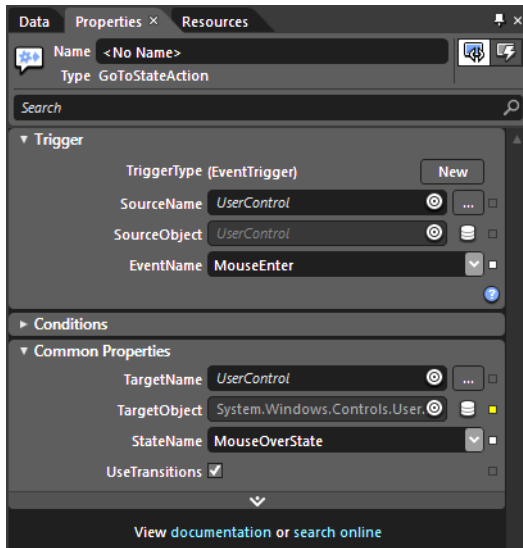 Data Properties × Resources
Name <No Name>
Type GoToStateAction
Search
Trigger
TriggerType (EventTrigger) New
SourceName UserControl ...
SourceObject UserControl
EventName MouseEnter
?
Conditions
Common Properties
TargetName UserControl ...
TargetObject System.Windows.Controls.User.
StateName MouseOverState
UseTransitions
View documentation or search online